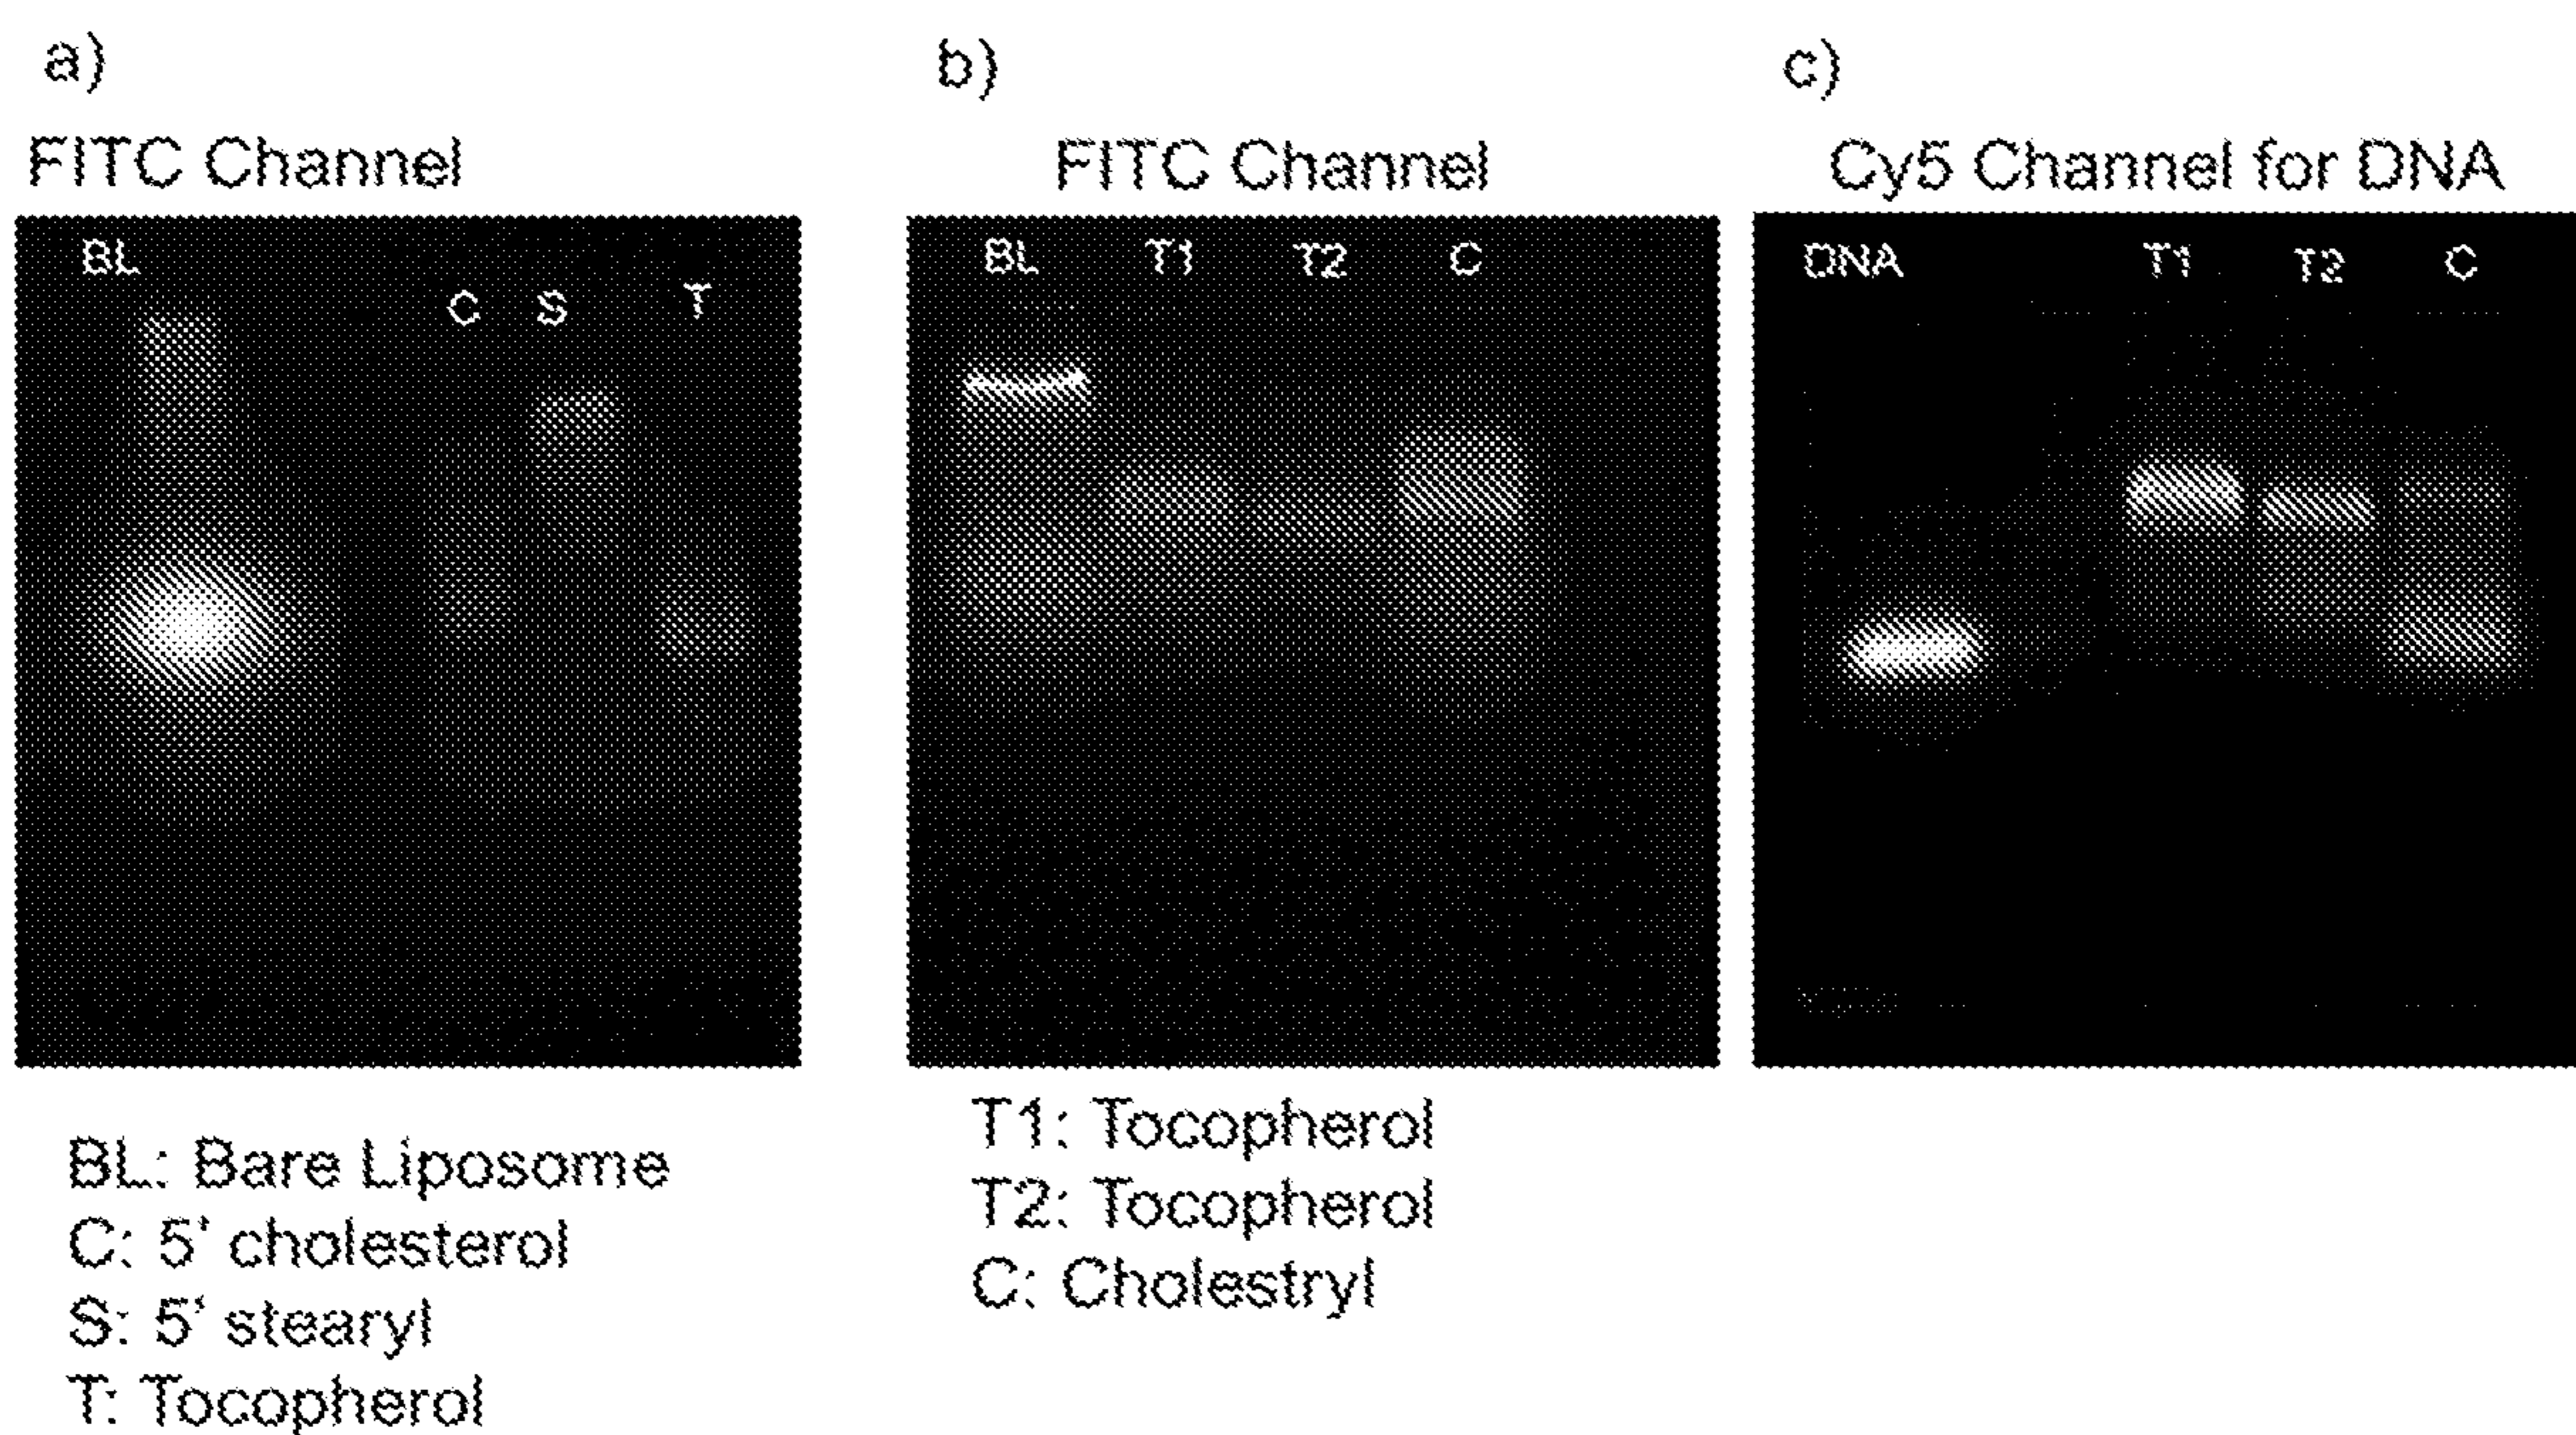 a)
FITC Channel
BL
C S T
BL: Bare Liposome
C: 5' cholesterol
S: 5' stearyl
T: Tocopherol
b)
FITC Channel
BL T1 T2 C
T1: Tocopherol
T2: Tocopherol
C: Cholestryl
c)
Cy5 Channel for DNA
DNA T1 T2 C